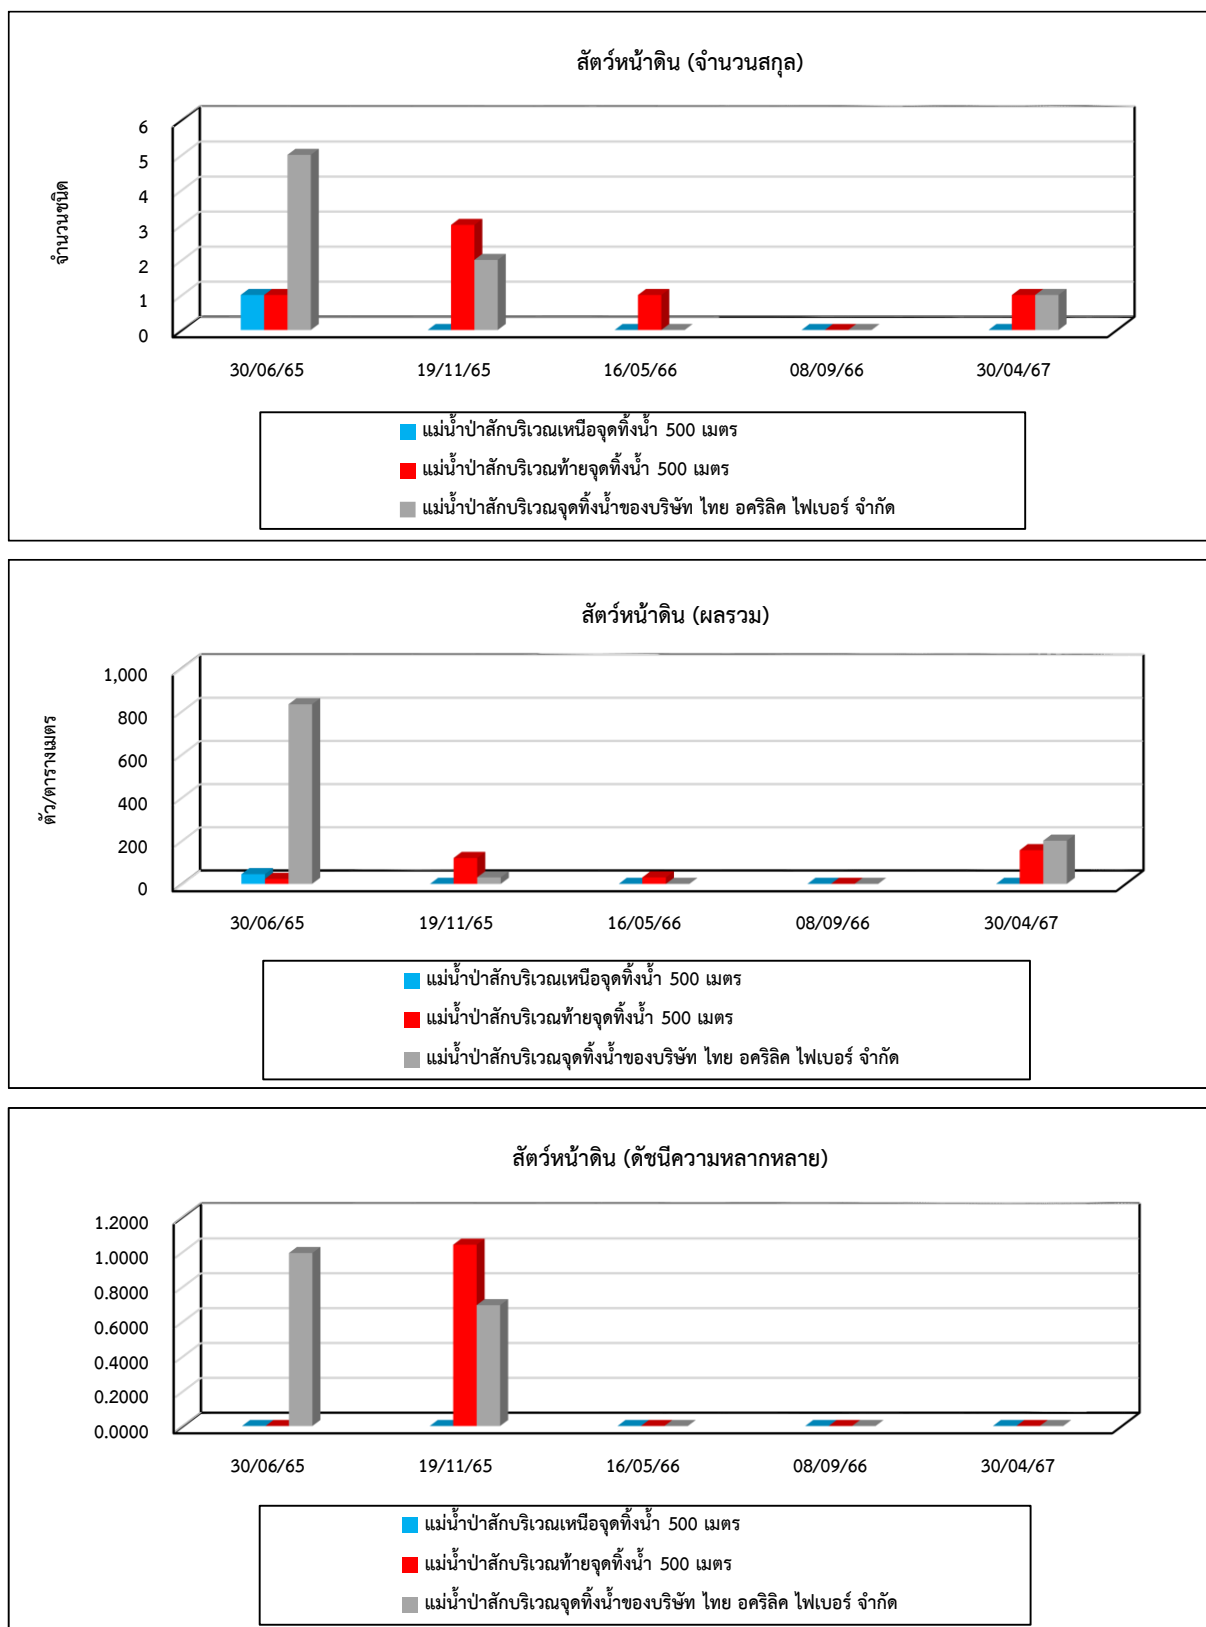 สัตว์หน้าดิน (จำนวนสกุล)
จำนวนชนิด
6
5
4
3
2
1
0
30/06/65 19/11/65 16/05/66 08/09/66 30/04/67
แม่น้ำป่าสักบริเวณเหนือจุดทิ้งน้ำ 500 เมตร
แม่น้ำป่าสักบริเวณท้ายจุดทิ้งน้ำ 500 เมตร
แม่น้ำป่าสักบริเวณจุดทิ้งน้ำของบริษัท ไทย อคริลิค ไฟเบอร์ จำกัด
สัตว์หน้าดิน (ผลรวม)
ตัว/ตารางเมตร
1,000
800
600
400
200
0
30/06/65 19/11/65 16/05/66 08/09/66 30/04/67
แม่น้ำป่าสักบริเวณเหนือจุดทิ้งน้ำ 500 เมตร
แม่น้ำป่าสักบริเวณท้ายจุดทิ้งน้ำ 500 เมตร
แม่น้ำป่าสักบริเวณจุดทิ้งน้ำของบริษัท ไทย อคริลิค ไฟเบอร์ จำกัด
สัตว์หน้าดิน (ดัชนีความหลากหลาย)
1.2000
1.0000
0.8000
0.6000
0.4000
0.2000
0.0000
30/06/65 19/11/65 16/05/66 08/09/66 30/04/67
แม่น้ำป่าสักบริเวณเหนือจุดทิ้งน้ำ 500 เมตร
แม่น้ำป่าสักบริเวณท้ายจุดทิ้งน้ำ 500 เมตร
แม่น้ำป่าสักบริเวณจุดทิ้งน้ำของบริษัท ไทย อคริลิค ไฟเบอร์ จำกัด